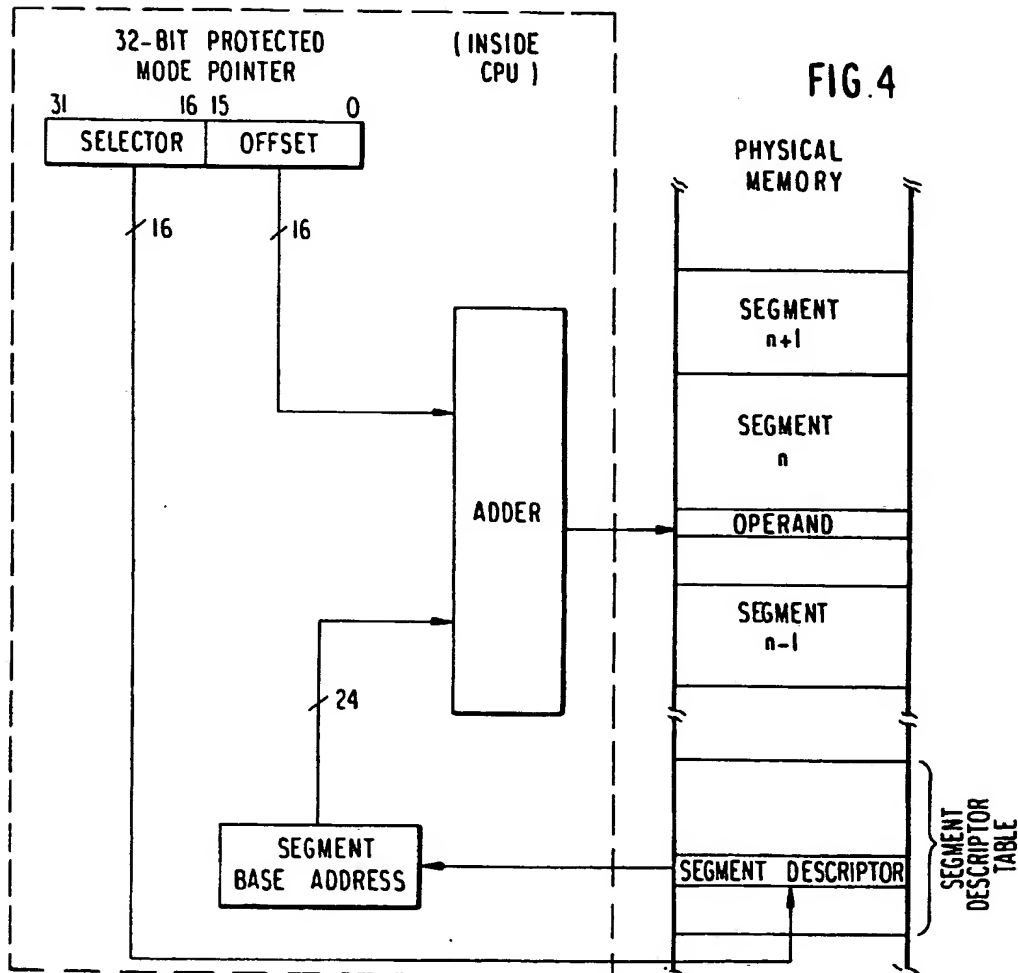 32-BIT PROTECTED
MODE POINTER
(INSIDE
CPU)
FIG.4
31
16
15
0
SELECTOR
OFFSET
PHYSICAL
MEMORY
16
16
SEGMENT
n+1
SEGMENT
n
ADDER
OPERAND
SEGMENT
n-1
24
SEGMENT
BASE ADDRESS
SEGMENT DESCRIPTOR
SEGMENT
DESCRIPTOR
TABLE